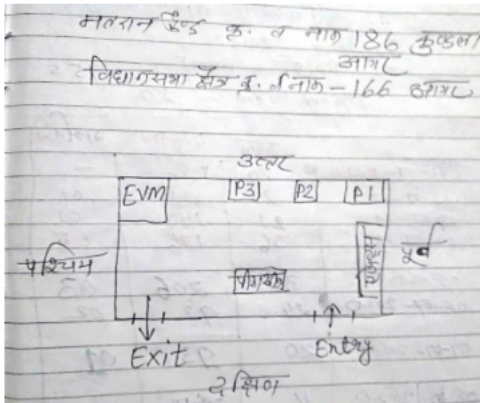 मतदान केन्द्र क्र. व नाम 186 कुण्डला
आगर
विधानसभा क्षेत्र क्र. व नाम - 166 आगर
उत्तर
EVM P3 P2 P1
पश्चिम
पूर्व
Exit Entry
दक्षिण